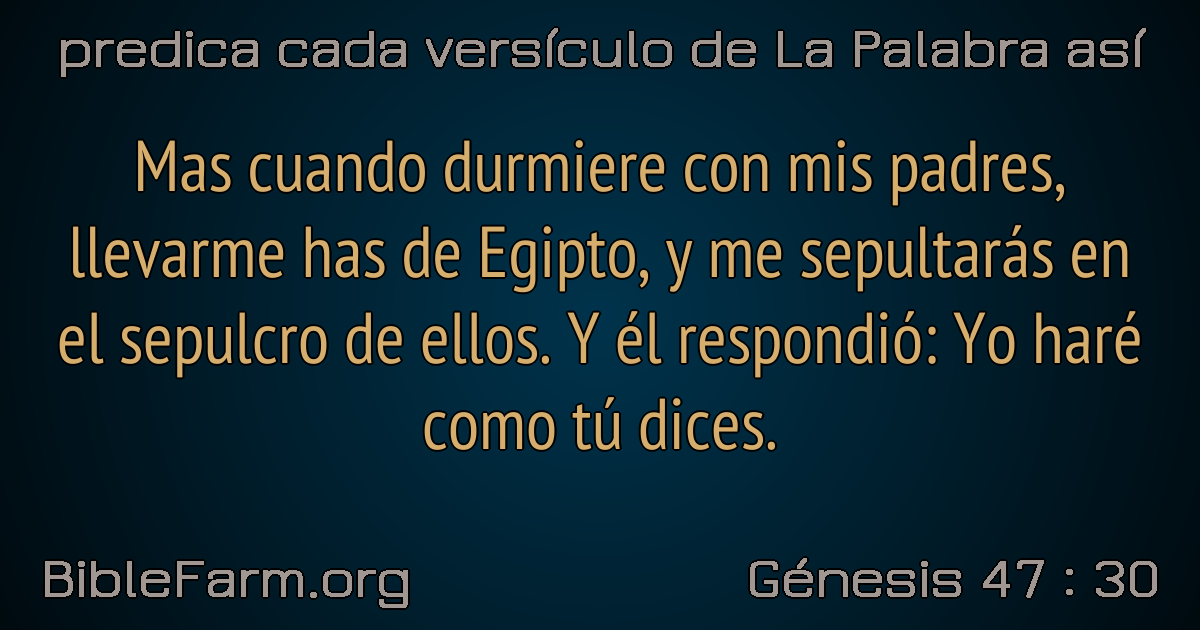 predica cada versículo de La Palabra así
Mas cuando durmiere con mis padres,
llevarme has de Egipto, y me sepultarás en
el sepulcro de ellos. Y él respondió: Yo haré
como tú dices.
BibleFarm.org
Génesis 47 : 30